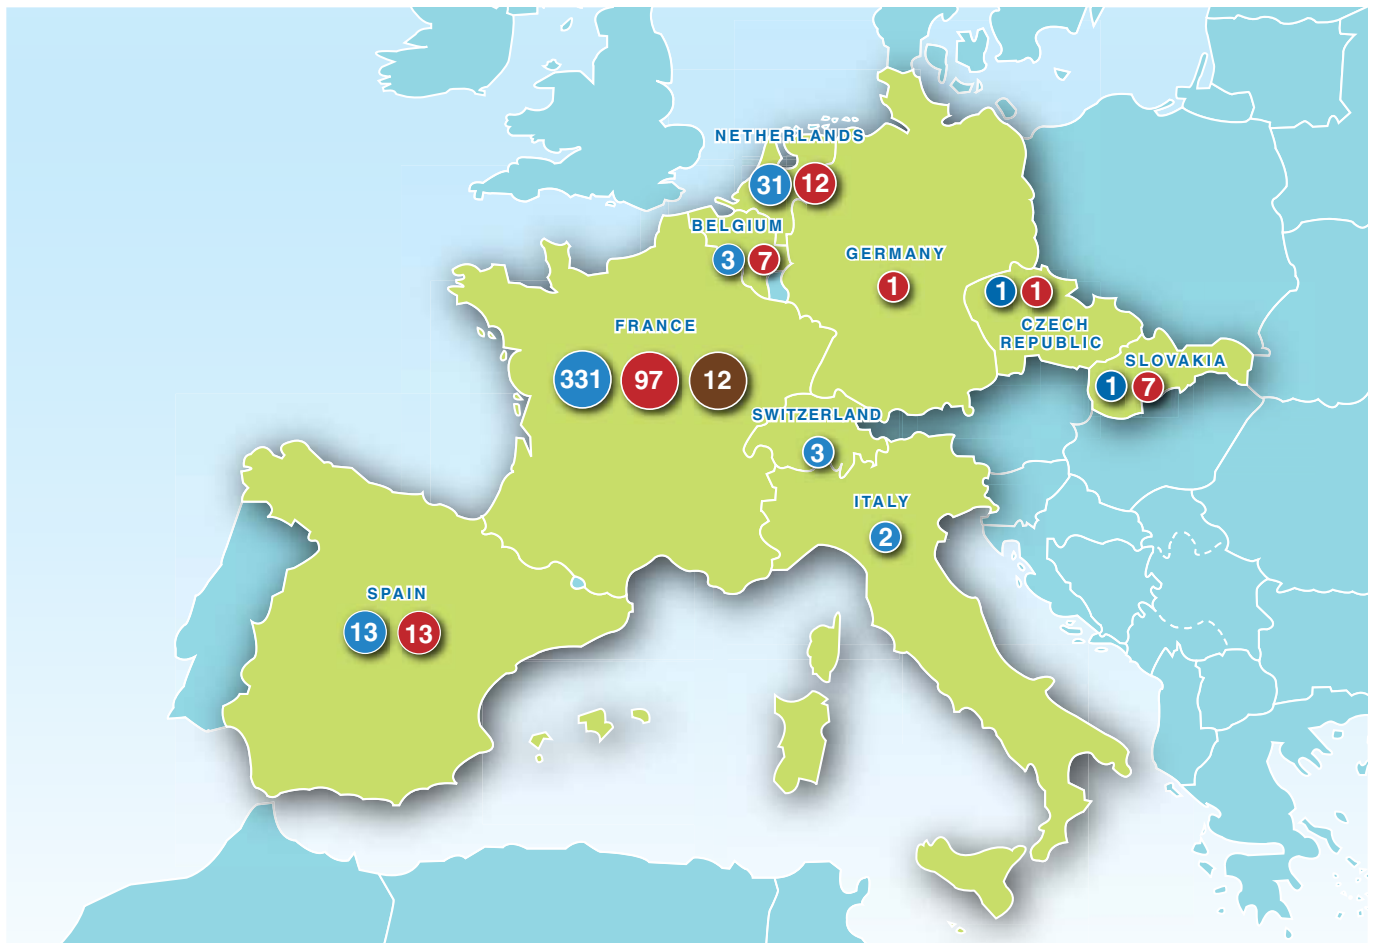 NETHERLANDS
31 12
BELGIUM
3 7
GERMANY
1
1 1
CZECH
REPUBLIC
FRANCE
331 97 12
SLOVAKIA
1 7
SWITZERLAND
3
ITALY
2
SPAIN
13 13